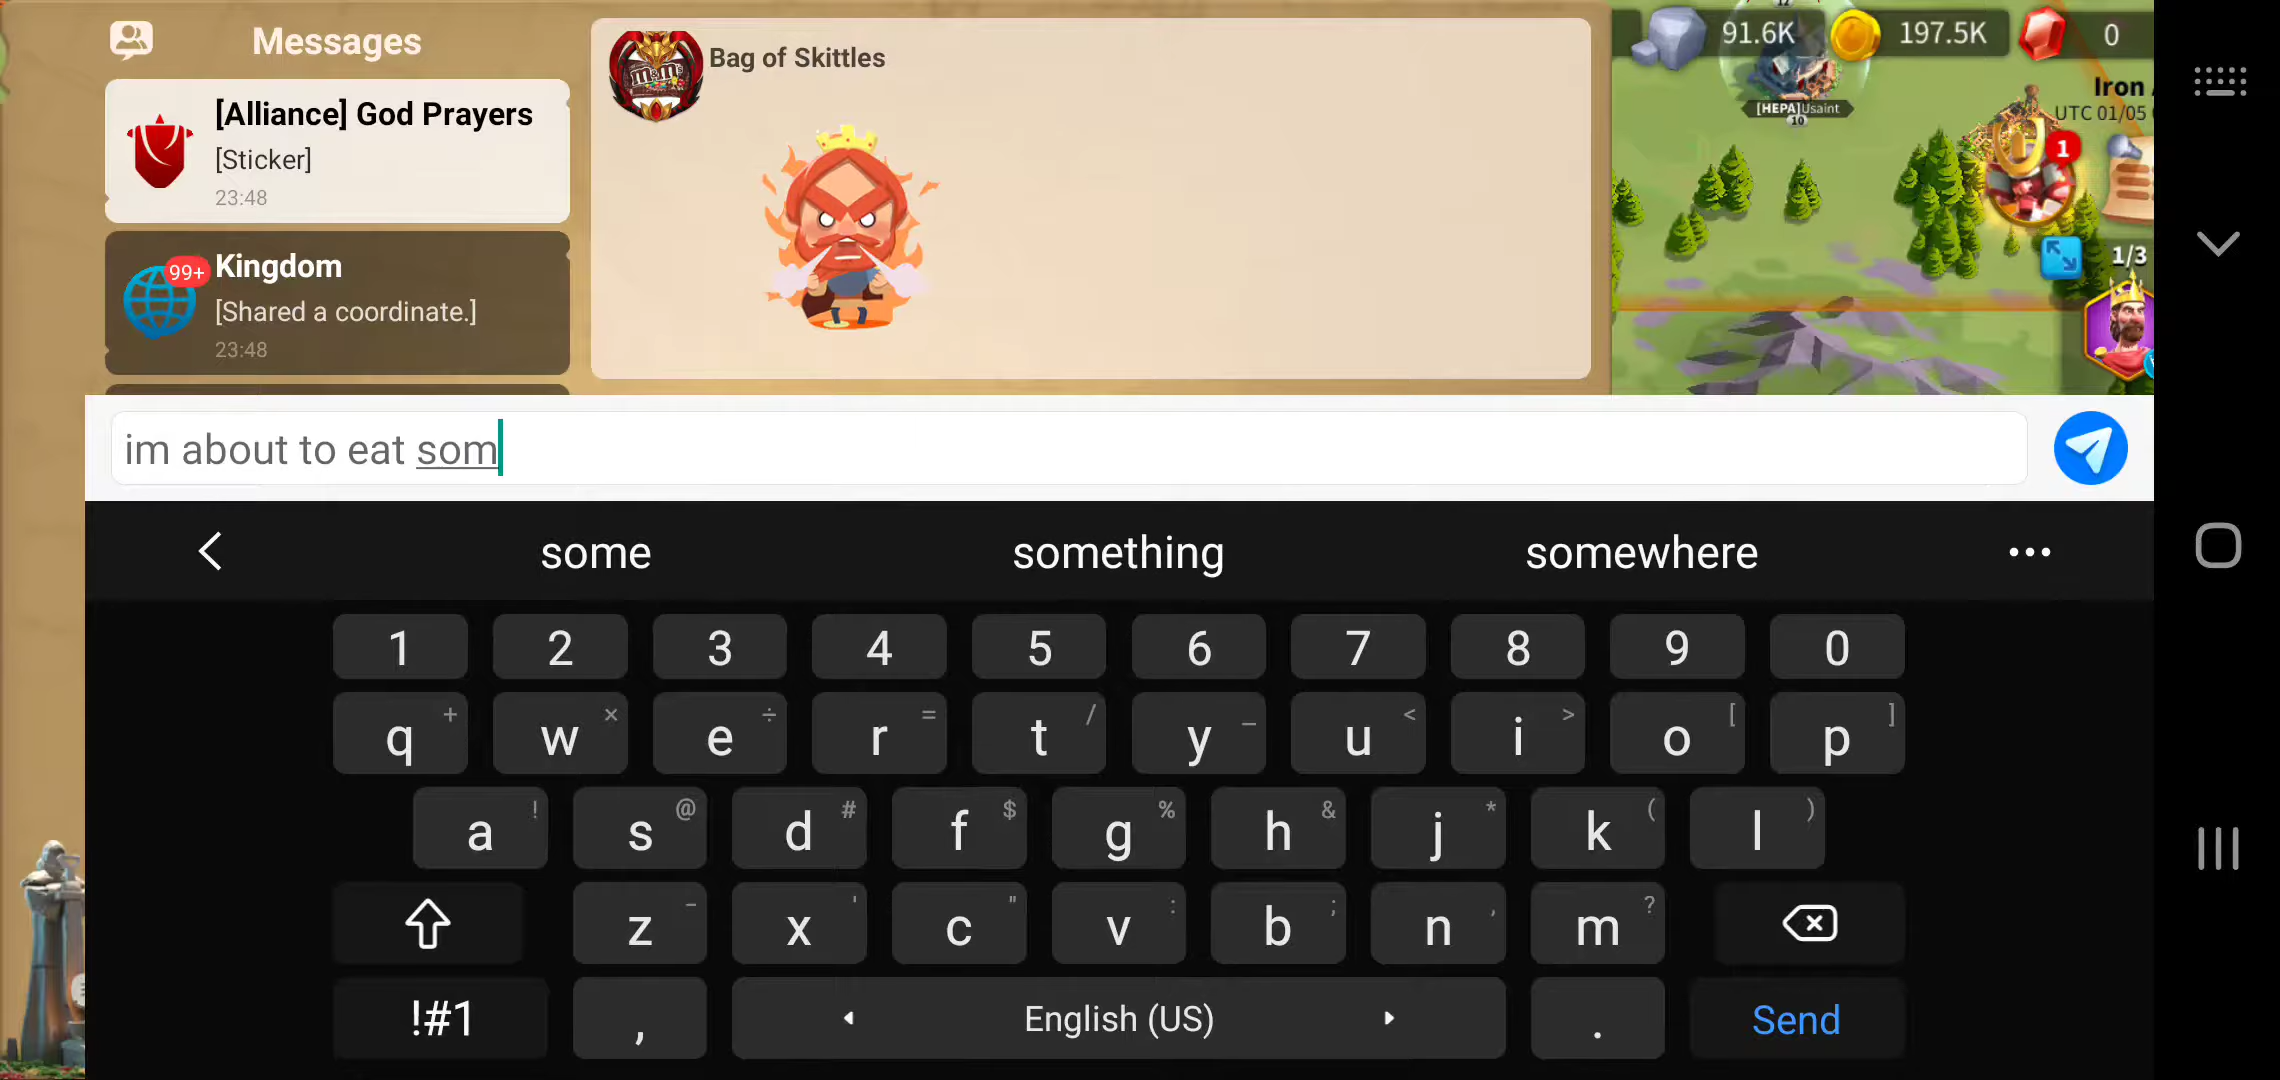 Messages
[Alliance] God Prayers
[Sticker]
23:48
99+
Kingdom
[Shared a coordinate.]
23:48
Bag of Skittles
m&m's
12
[HEPA]Usaint
10
91.6K
197.5K
0
Iron
UTC 01/05
1
1/3
im about to eat som
some
something
somewhere
1 2 3 4 5 6 7 8 9 0
q + w × e ÷ r = t / y _ u < i > o [ p ]
a ! s @ d # f $ g % h & j * k ( l )
z - x ' c " v : b ; n , m ?
!#1 , English (US) . Send